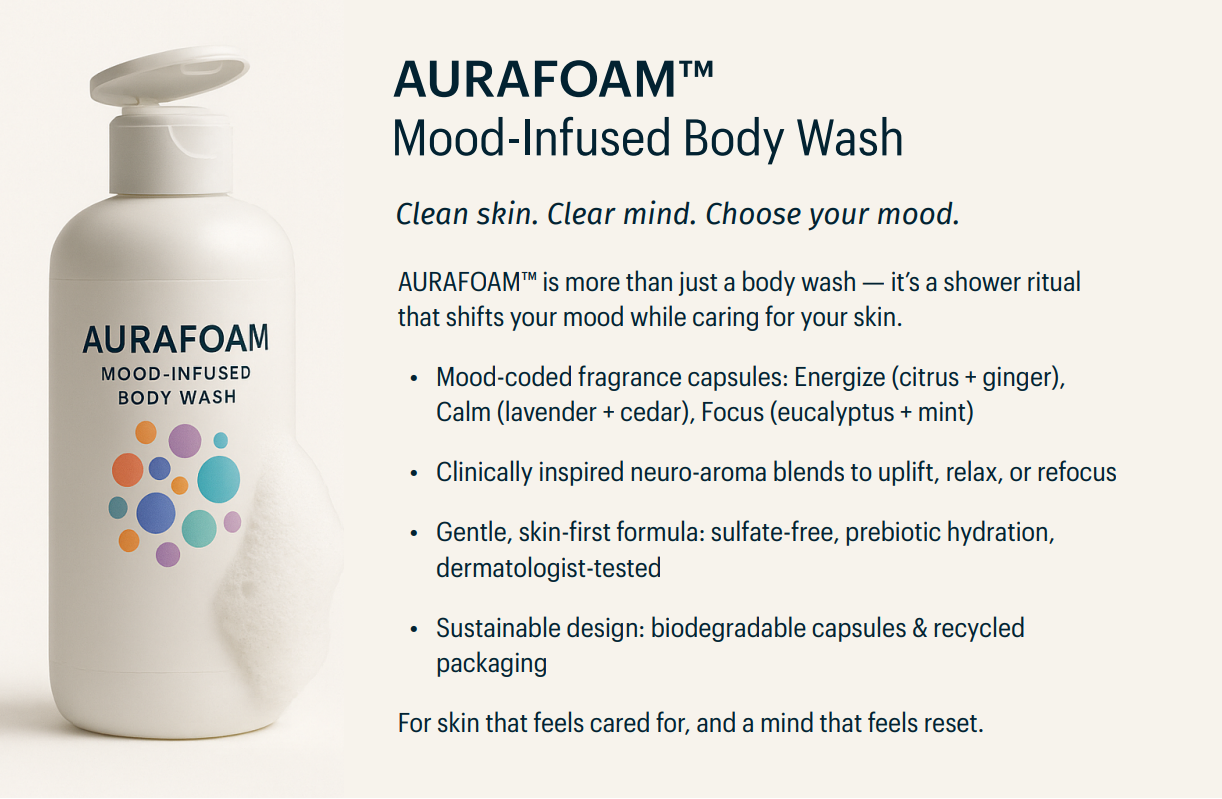 AURAFOAM™
Mood-Infused Body Wash
Clean skin. Clear mind. Choose your mood.
AURAFOAM™ is more than just a body wash — it’s a shower ritual
that shifts your mood while caring for your skin.
• Mood-coded fragrance capsules: Energize (citrus + ginger),
Calm (lavender + cedar), Focus (eucalyptus + mint)
• Clinically inspired neuro-aroma blends to uplift, relax, or refocus
• Gentle, skin-first formula: sulfate-free, prebiotic hydration,
dermatologist-tested
• Sustainable design: biodegradable capsules & recycled
packaging
For skin that feels cared for, and a mind that feels reset.
AURAFOAM
MOOD-INFUSED
BODY WASH